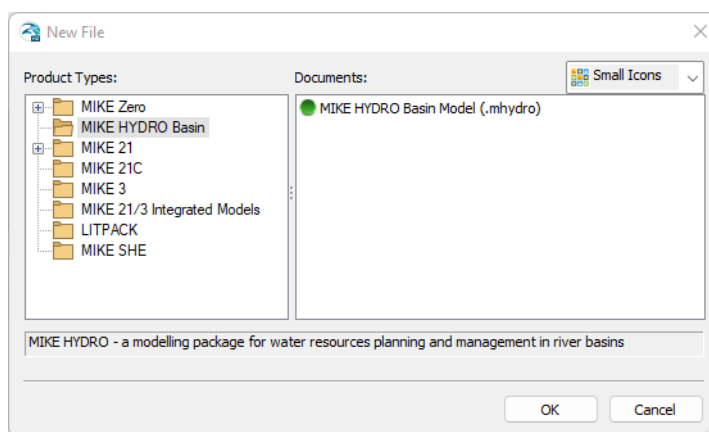 New File
Product Types:
Documents:
Small Icons
MIKE Zero
MIKE HYDRO Basin
MIKE 21
MIKE 21C
MIKE 3
MIKE 21/3 Integrated Models
LITPACK
MIKE SHE
MIKE HYDRO Basin Model (.mhydro)
MIKE HYDRO - a modelling package for water resources planning and management in river basins
OK
Cancel